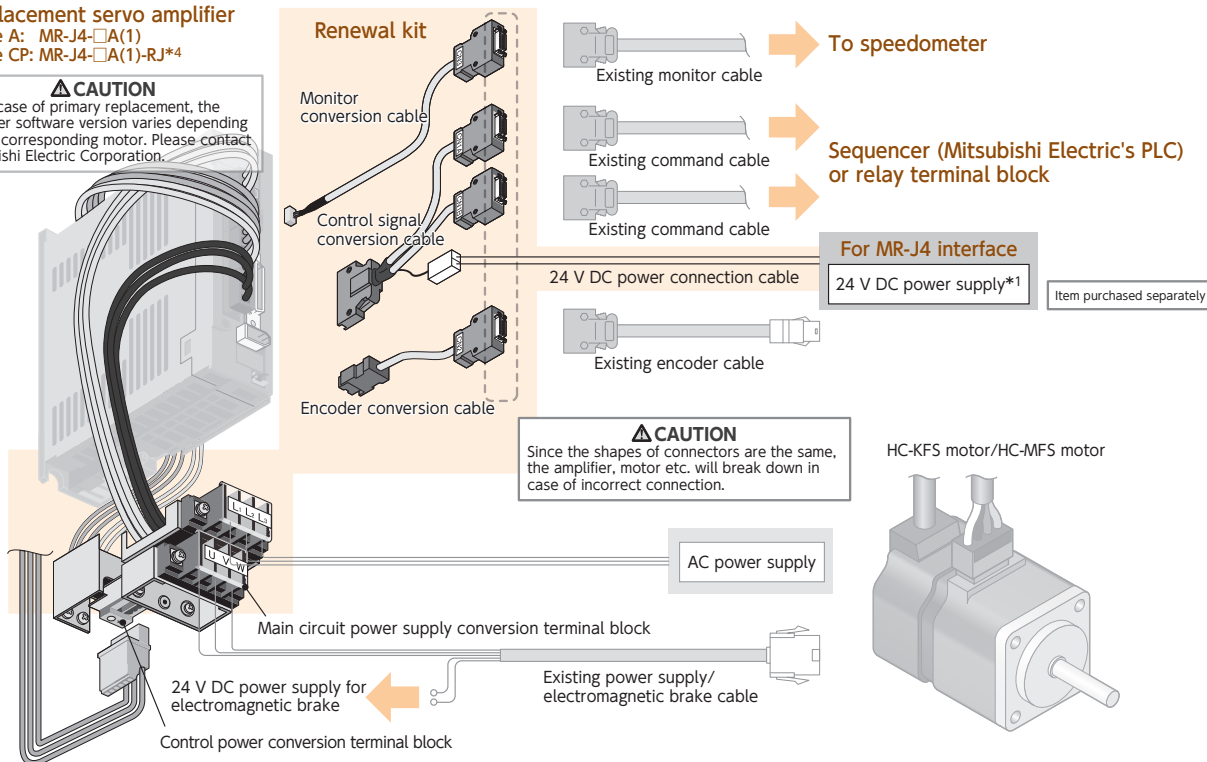 lacement servo amplifier
e A: MR-J4-□A(1)
e CP: MR-J4-□A(1)-RJ*4
⚠CAUTION
case of primary replacement, the
er software version varies depending
corresponding motor. Please contact
ishi Electric Corporation.
Renewal kit
Monitor
conversion cable
Control signal
conversion cable
Encoder conversion cable
Existing monitor cable
To speedometer
Existing command cable
Existing command cable
Sequencer (Mitsubishi Electric's PLC)
or relay terminal block
24 V DC power connection cable
For MR-J4 interface
24 V DC power supply*1
Item purchased separately
Existing encoder cable
⚠CAUTION
Since the shapes of connectors are the same,
the amplifier, motor etc. will break down in
case of incorrect connection.
HC-KFS motor/HC-MFS motor
L1 L2 L3
U V W
AC power supply
Main circuit power supply conversion terminal block
Existing power supply/
electromagnetic brake cable
24 V DC power supply for
electromagnetic brake
Control power conversion terminal block